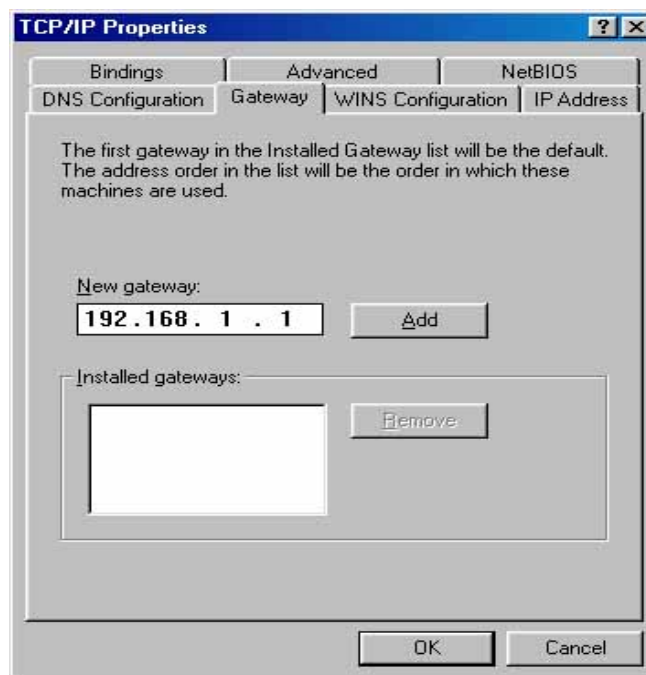 TCP/IP Properties
? ×
Bindings Advanced NetBIOS
DNS Configuration Gateway WINS Configuration IP Address
The first gateway in the Installed Gateway list will be the default.
The address order in the list will be the order in which these
machines are used.
New gateway:
192.168. 1 . 1
Add
Installed gateways:
Remove
OK Cancel